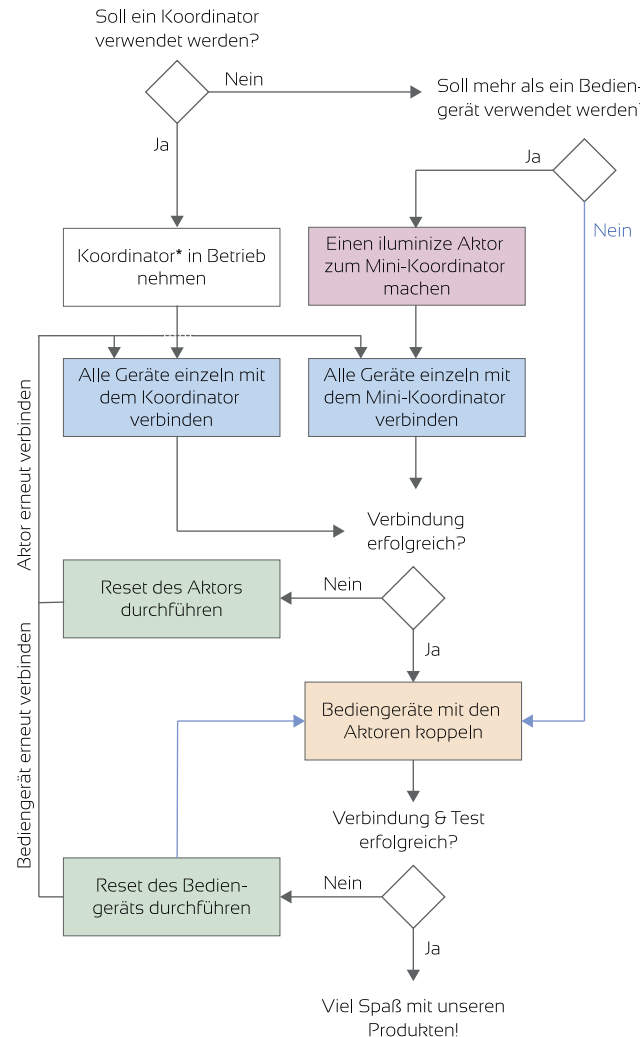 Soll ein Koordinator
verwendet werden?
Nein
Soll mehr als ein Bedien-
gerät verwendet werden?
Ja
Ja
Nein
Koordinator* in Betrieb
nehmen
Einen iluminize Aktor
zum Mini-Koordinator
machen
Alle Geräte einzeln mit
dem Koordinator
verbinden
Alle Geräte einzeln mit
dem Mini-Koordinator
verbinden
Aktor erneut verbinden
Verbindung
erfolgreich?
Reset des Aktors
durchführen
Nein
Ja
Bediengerät erneut verbinden
Bediengeräte mit den
Aktoren koppeln
Verbindung & Test
erfolgreich?
Reset des Bedien-
geräts durchführen
Nein
Ja
Viel Spaß mit unseren
Produkten!